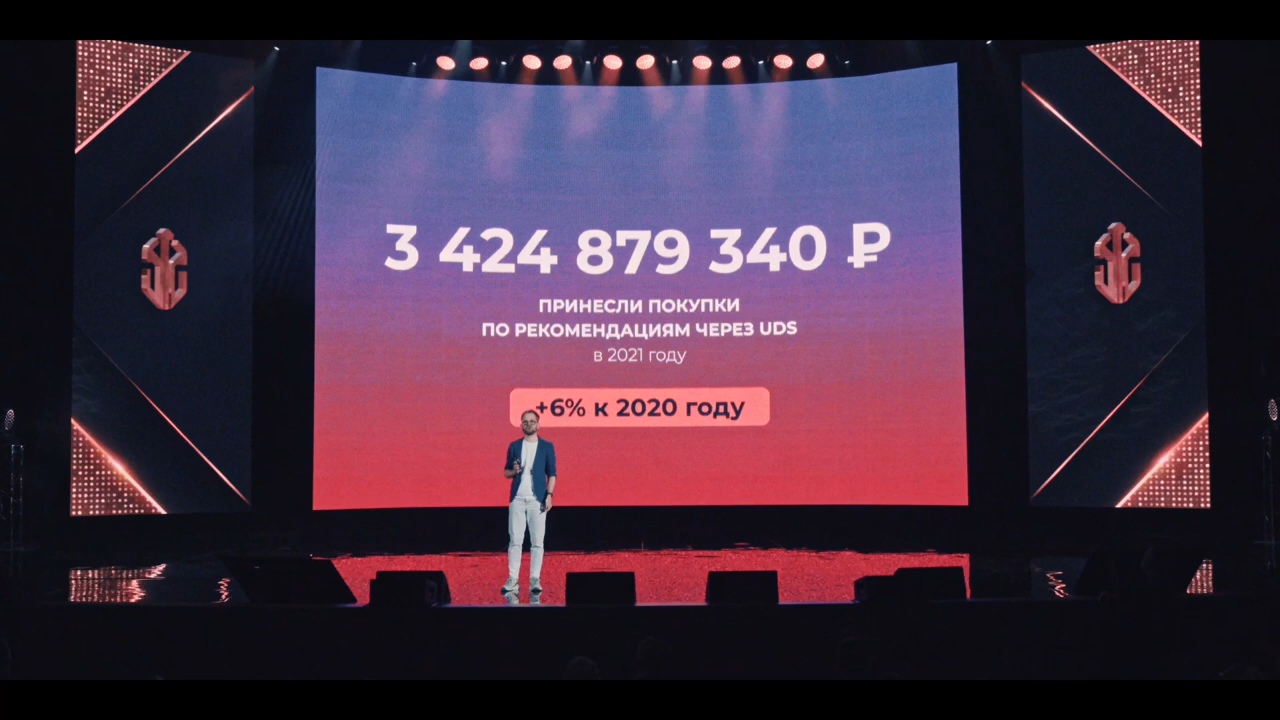 3 424 879 340 ₽
ПРИНЕСЛИ ПОКУПКИ
ПО РЕКОМЕНДАЦИЯМ ЧЕРЕЗ UDS
в 2021 году
+6% к 2020 году